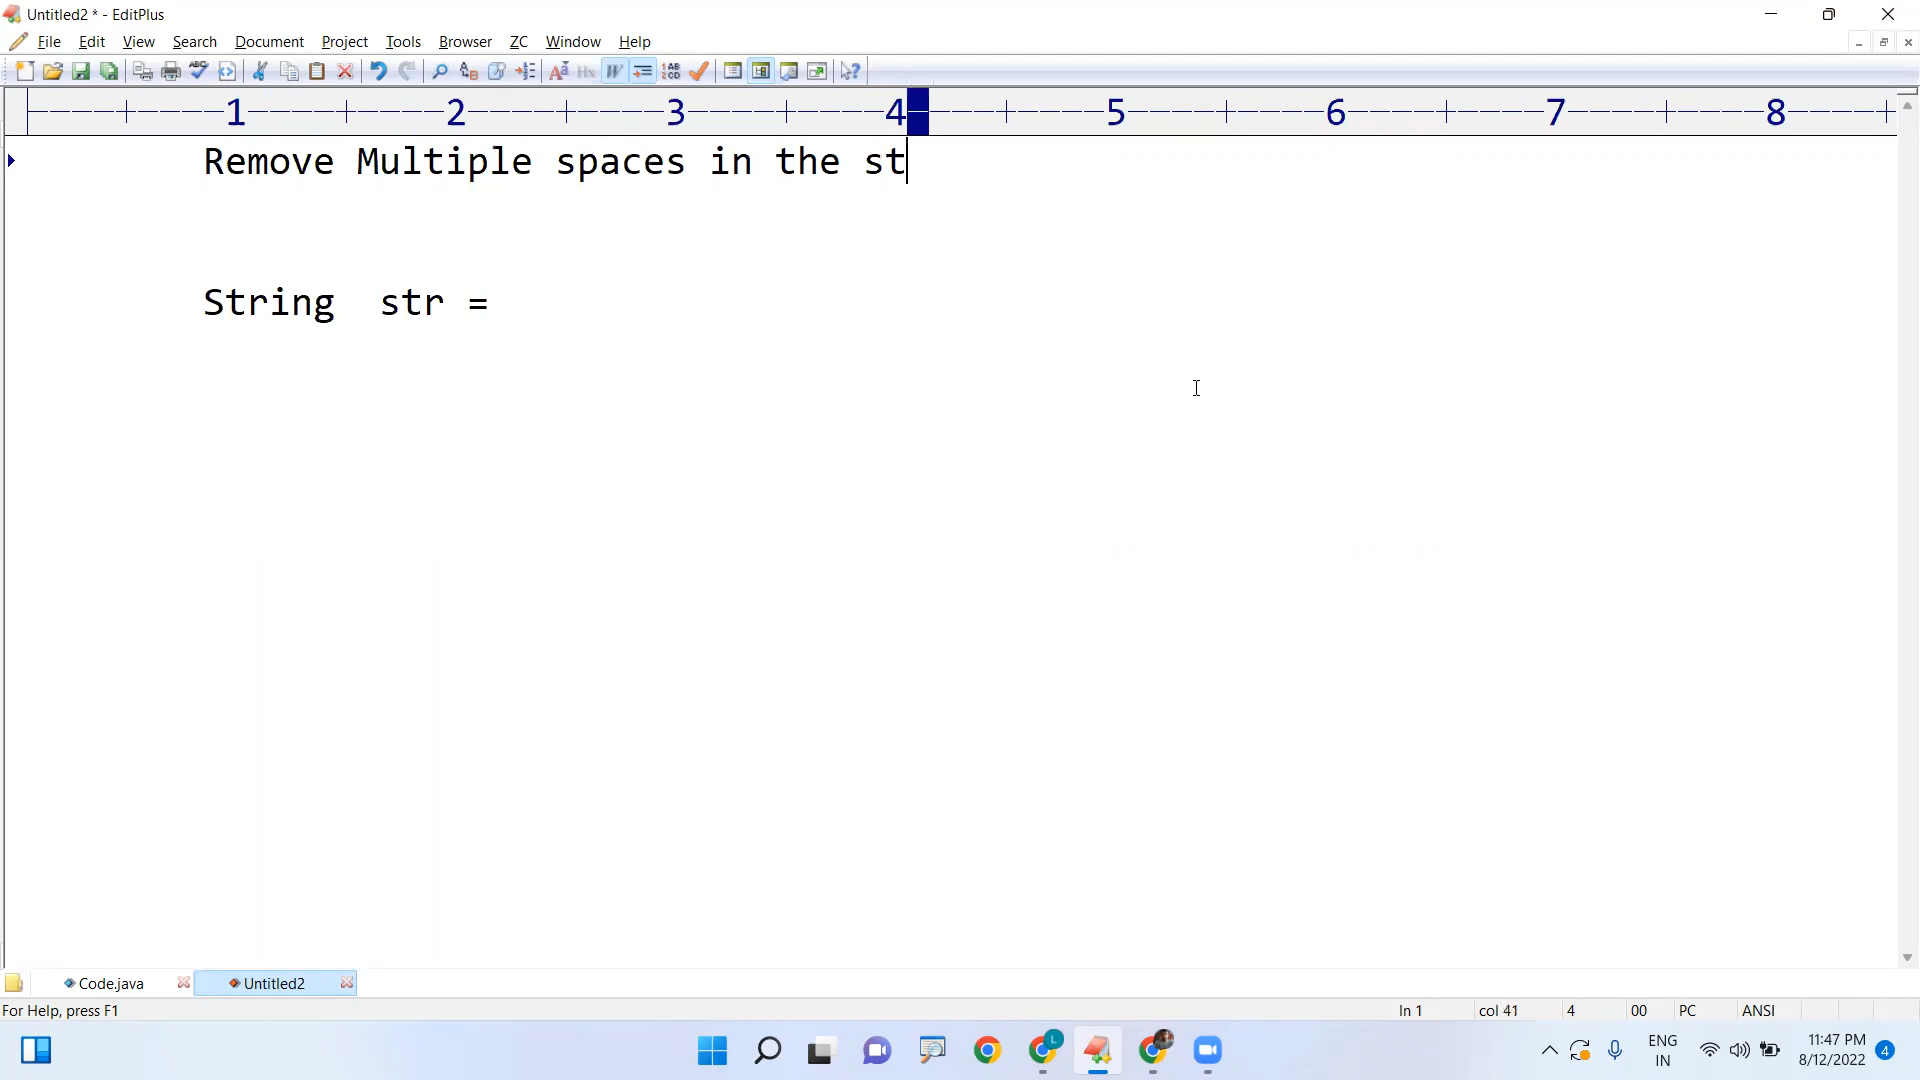 Untitled2 * - EditPlus
File Edit View Search Document Project Tools Browser ZC Window Help
1 2 3 4 5 6 7 8
Remove Multiple spaces in the st
String  str =
Code.java Untitled2
For Help, press F1 ln 1 col 41 4 00 PC ANSI
ENG
IN
11:47 PM
8/12/2022
4